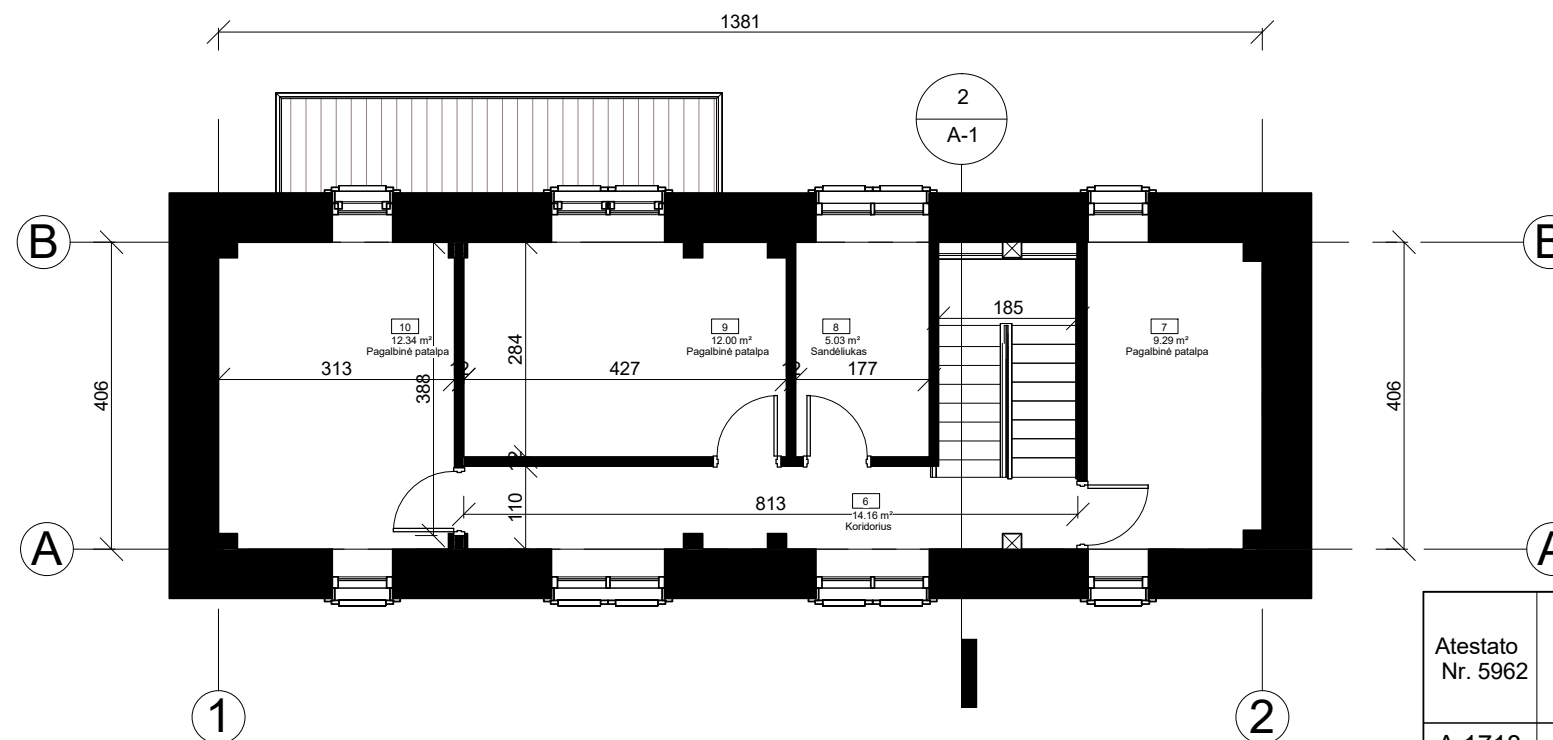 1381
2
A-1
B
B
10
12.34 m²
Pagalbinė patalpa
9
12.00 m²
Pagalbinė patalpa
8
5.03 m²
Sandėliukas
185
7
9.29 m²
Pagalbinė patalpa
313
388
12
284
427
12
177
406
406
12
110
813
6
14.16 m²
Koridorius
A
A
1
2
Atestato
Nr. 5962
A-1718